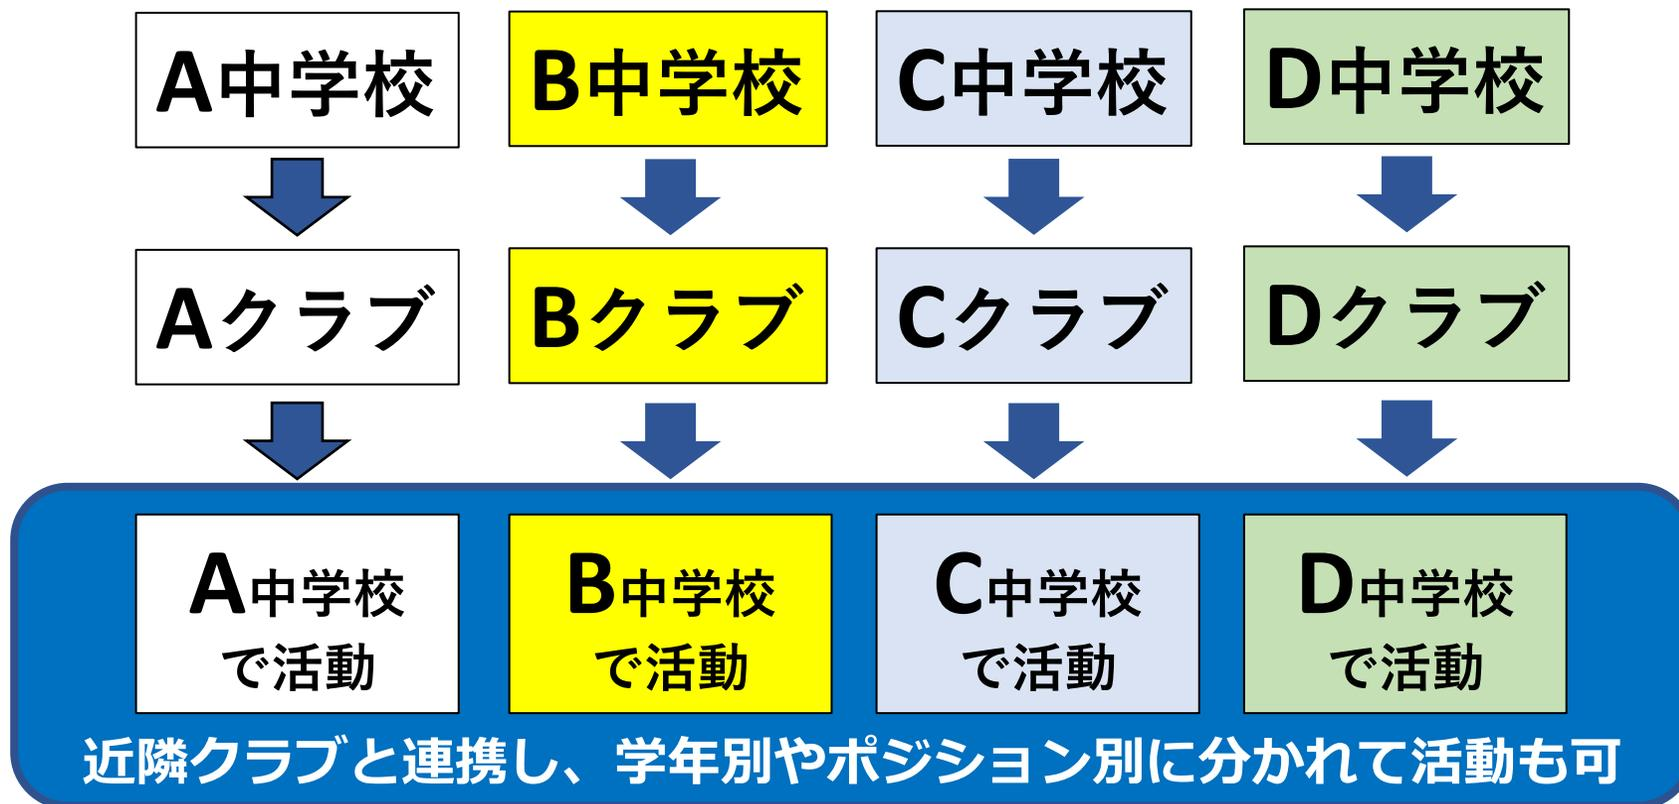 A中学校
B中学校
C中学校
D中学校
Aクラブ
Bクラブ
Cクラブ
Dクラブ
A中学校
で活動
B中学校
で活動
C中学校
で活動
D中学校
で活動
近隣クラブと連携し、学年別やポジション別に分かれて活動も可